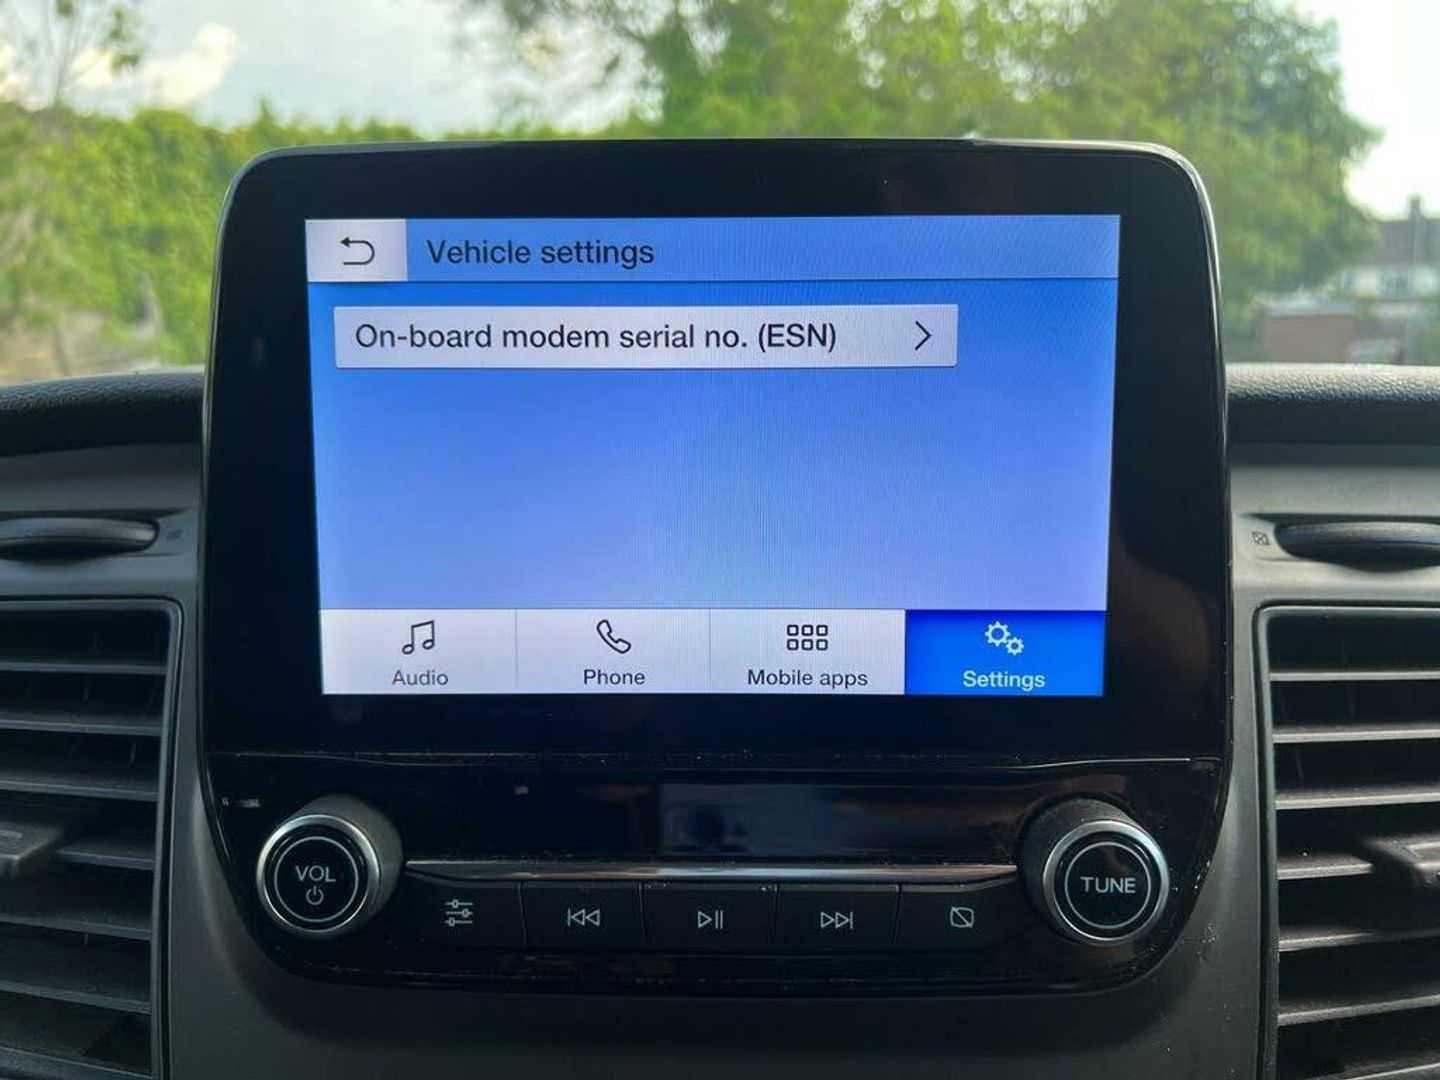 Vehicle settings
On-board modem serial no. (ESN)
Audio
Phone
Mobile apps
Settings
VOL
TUNE